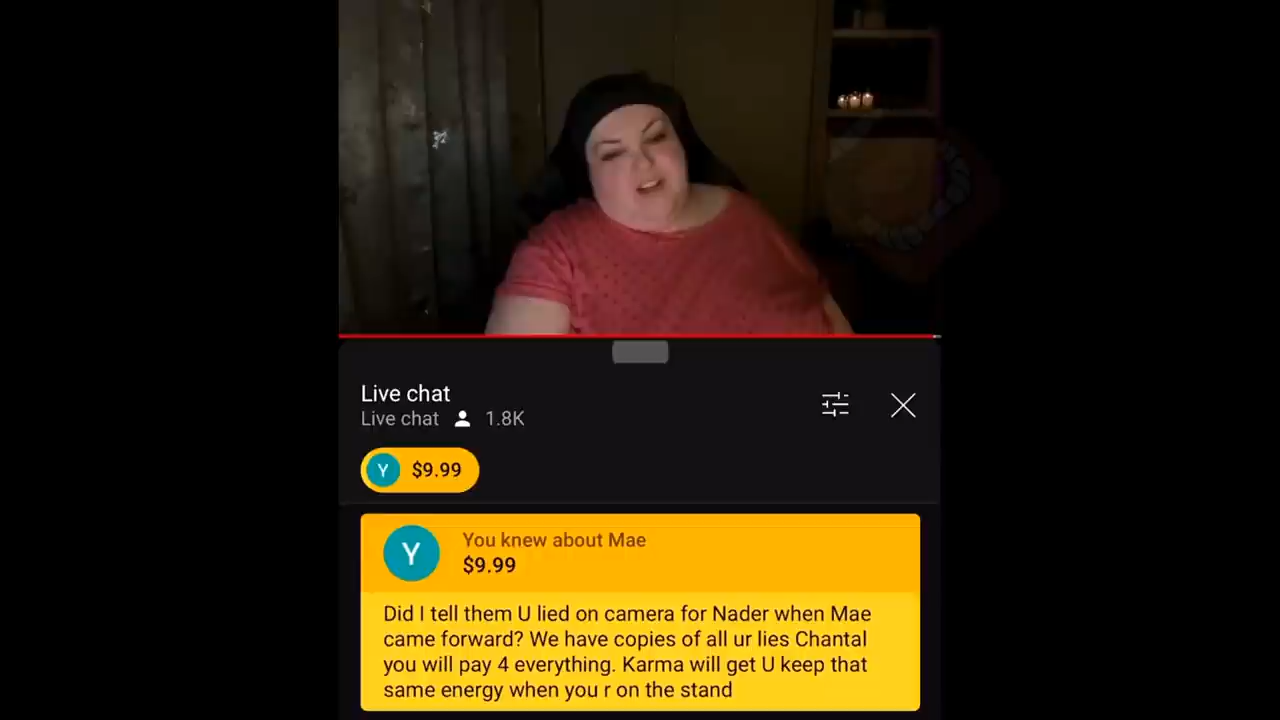 Live chat
Live chat 1.8K
Y $9.99
Y You knew about Mae
$9.99
Did I tell them U lied on camera for Nader when Mae
came forward? We have copies of all ur lies Chantal
you will pay 4 everything. Karma will get U keep that
same energy when you r on the stand